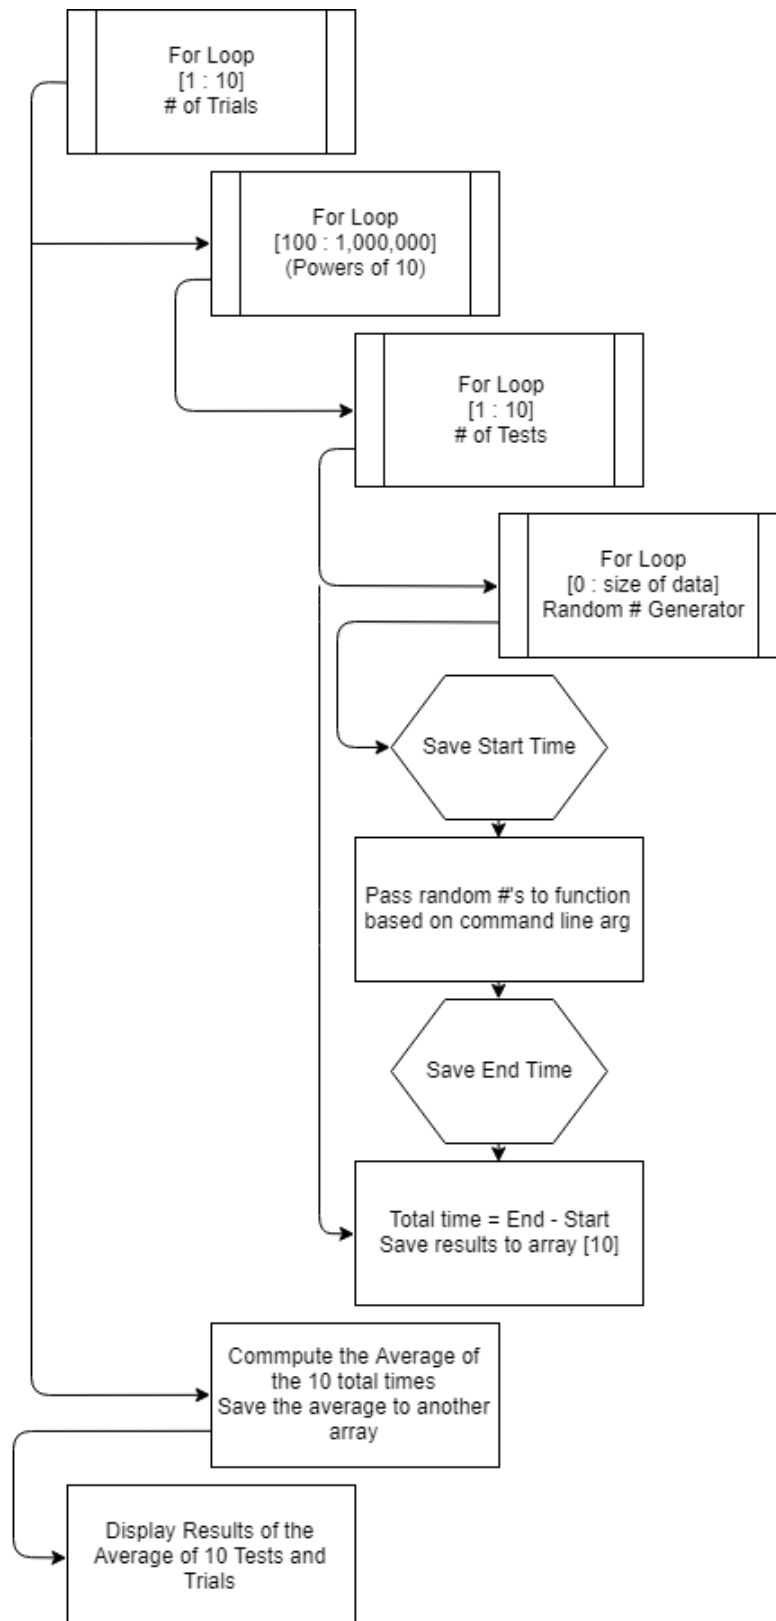 For Loop
[1 : 10]
# of Trials
For Loop
[100 : 1,000,000]
(Powers of 10)
For Loop
[1 : 10]
# of Tests
For Loop
[0 : size of data]
Random # Generator
Save Start Time
Pass random #'s to function
based on command line arg
Save End Time
Total time = End - Start
Save results to array [10]
Commpute the Average of
the 10 total times
Save the average to another
array
Display Results of the
Average of 10 Tests and
Trials